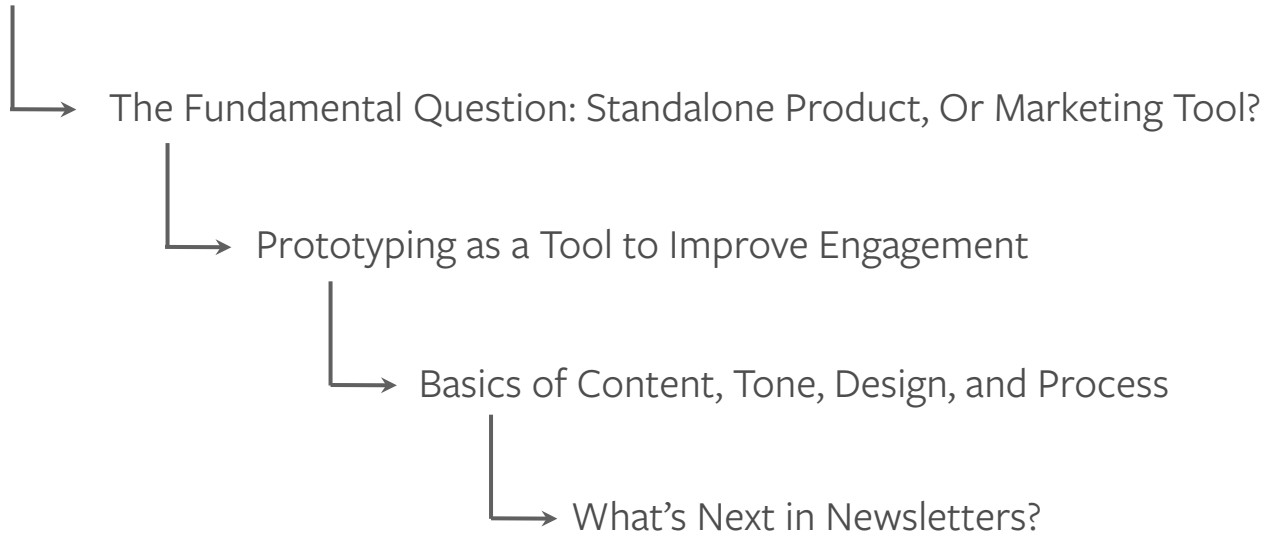 The Fundamental Question: Standalone Product, Or Marketing Tool?
Prototyping as a Tool to Improve Engagement
Basics of Content, Tone, Design, and Process
What’s Next in Newsletters?